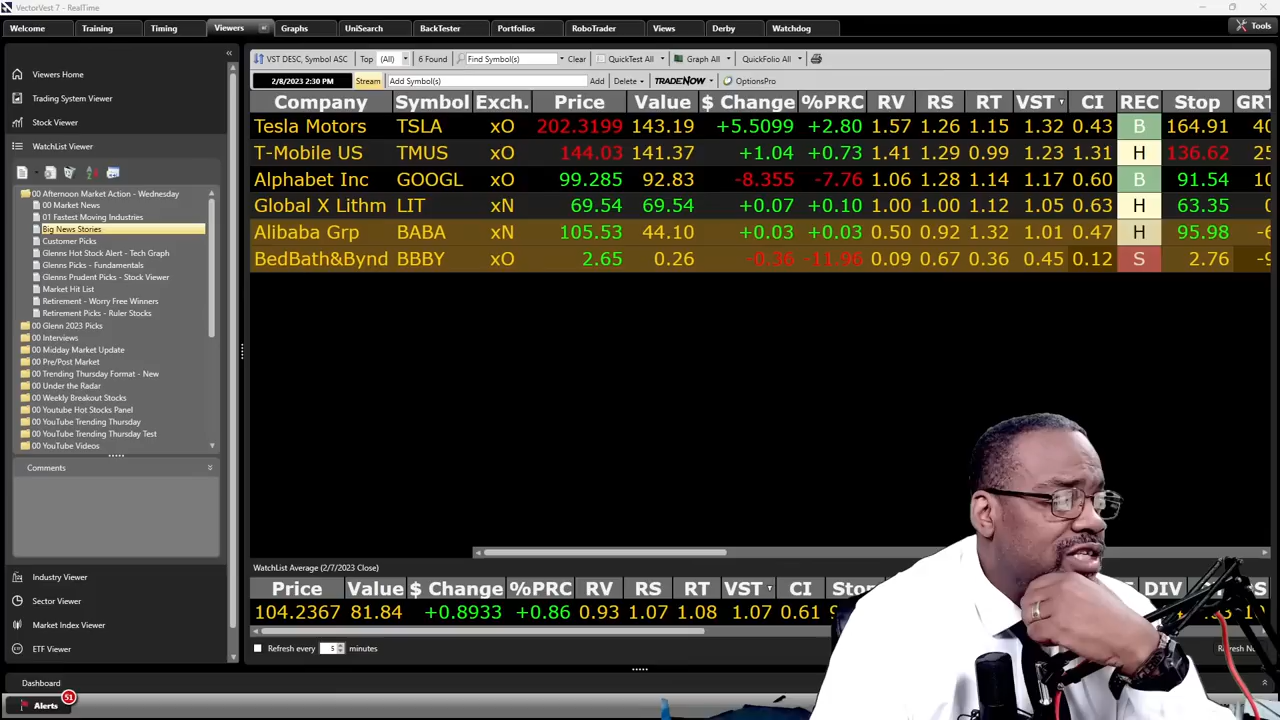 VectorVest 7 - RealTime
Welcome Training Timing Viewers Graphs UniSearch BackTester Portfolios RoboTrader Views Derby Watchdog Tools
VST DESC, Symbol ASC Top (All) 6 Found Find Symbol(s) Clear QuickTest All Graph All QuickFolio All
2/8/2023 2:30 PM Stream Add Symbol(s) Add Delete TRADENOW OptionsPro
Viewers Home
Trading System Viewer
Stock Viewer
WatchList Viewer
00 Afternoon Market Action - Wednesday
00 Market News
01 Fastest Moving Industries
Big News Stories
Customer Picks
Glenns Hot Stock Alert - Tech Graph
Glenns Picks - Fundamentals
Glenns Prudent Picks - Stock Viewer
Market Hit List
Retirement - Worry Free Winners
Retirement Picks - Ruler Stocks
00 Glenn 2023 Picks
00 Interviews
00 Midday Market Update
00 Pre/Post Market
00 Trending Thursday Format - New
00 Under the Radar
00 Weekly Breakout Stocks
00 Youtube Hot Stocks Panel
00 YouTube Trending Thursday
00 YouTube Trending Thursday Test
00 YouTube Videos
Comments
Industry Viewer
Sector Viewer
Market Index Viewer
ETF Viewer
Company Symbol Exch. Price Value $ Change %PRC RV RS RT VST CI REC Stop GRT
Tesla Motors TSLA xO 202.3199 143.19 +5.5099 +2.80 1.57 1.26 1.15 1.32 0.43 B 164.91 40
T-Mobile US TMUS xO 144.03 141.37 +1.04 +0.73 1.41 1.29 0.99 1.23 1.31 H 136.62 25
Alphabet Inc GOOGL xO 99.285 92.83 -8.355 -7.76 1.06 1.28 1.14 1.17 0.60 B 91.54 10
Global X Lithm LIT xN 69.54 69.54 +0.07 +0.10 1.00 1.00 1.12 1.05 0.63 H 63.35 0
Alibaba Grp BABA xN 105.53 44.10 +0.03 +0.03 0.50 0.92 1.32 1.01 0.47 H 95.98 -6
BedBath&Bynd BBBY xO 2.65 0.26 -0.36 -11.96 0.09 0.67 0.36 0.45 0.12 S 2.76 -9
WatchList Average (2/7/2023 Close)
Price Value $ Change %PRC RV RS RT VST CI DIV
104.2367 81.84 +0.8933 +0.86 0.93 1.07 1.08 1.07 0.61
Refresh every 5 minutes
Dashboard
Alerts 51